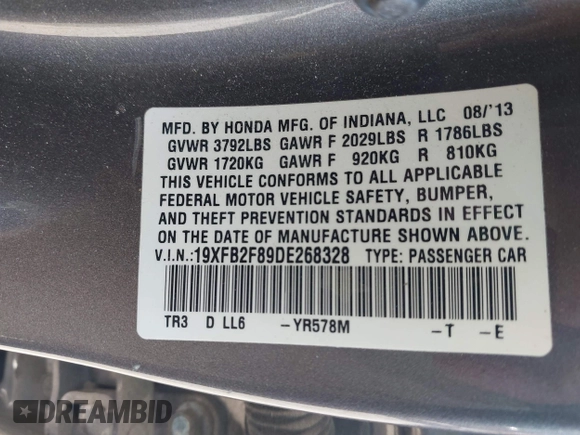 MFD. BY HONDA MFG. OF INDIANA, LLC 08/'13
GVWR 3792LBS GAWR F 2029LBS R 1786LBS
GVWR 1720KG GAWR F 920KG R 810KG
THIS VEHICLE CONFORMS TO ALL APPLICABLE
FEDERAL MOTOR VEHICLE SAFETY, BUMPER,
AND THEFT PREVENTION STANDARDS IN EFFECT
ON THE DATE OF MANUFACTURE SHOWN ABOVE.
V.I.N.:19XFB2F89DE268328 TYPE: PASSENGER CAR
TR3 D LL6 -YR578M -T -E
DREAMBID